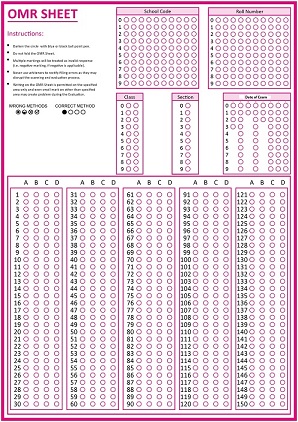 OMR SHEET
Instructions:
Darken the circle with blue or black ball point pen.
Do not fold the OMR Sheet.
Multiple markings will be treated as invalid response
(i.e. negative marking if negative is applicable).
Never use whiteners to rectify filling errors as they may
disrupt the scanning and evaluation process.
Writing on the OMR Sheet is permitted on the specified
area only and even small marks other than specified
area may create problem during the Evaluation.
WRONG METHODS CORRECT METHOD
School Code
0
1
2
3
4
5
6
7
8
9
Roll Number
0
1
2
3
4
5
6
7
8
9
Class
0
1
2
3
4
5
6
7
8
9
Section
0
1
2
3
4
5
6
7
8
9
Date of Exam
0
1
2
3
4
5
6
7
8
9
A B C D A B C D A B C D A B C D A B C D
1 31 61 91 121
2 32 62 92 122
3 33 63 93 123
4 34 64 94 124
5 35 65 95 125
6 36 66 96 126
7 37 67 97 127
8 38 68 98 128
9 39 69 99 129
10 40 70 100 130
11 41 71 101 131
12 42 72 102 132
13 43 73 103 133
14 44 74 104 134
15 45 75 105 135
16 46 76 106 136
17 47 77 107 137
18 48 78 108 138
19 49 79 109 139
20 50 80 110 140
21 51 81 111 141
22 52 82 112 142
23 53 83 113 143
24 54 84 114 144
25 55 85 115 145
26 56 86 116 146
27 57 87 117 147
28 58 88 118 148
29 59 89 119 149
30 60 90 120 150